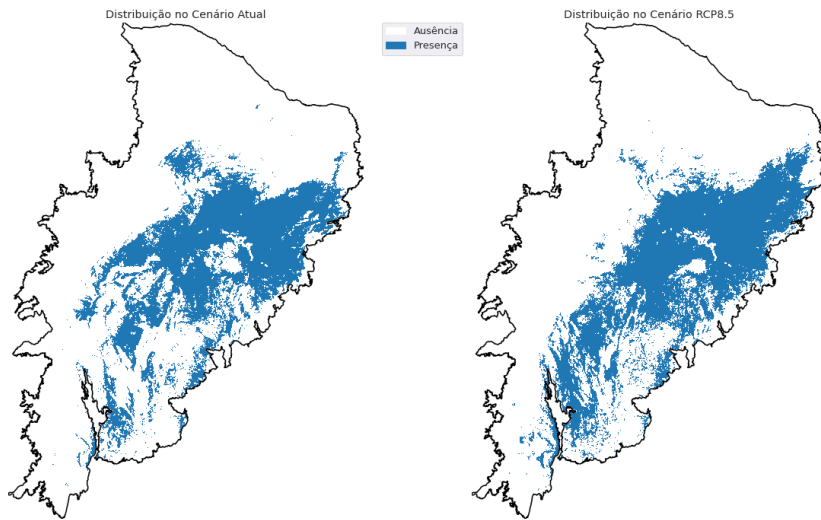 Distribuição no Cenário Atual
Ausência
Presença
Distribuição no Cenário RCP8.5